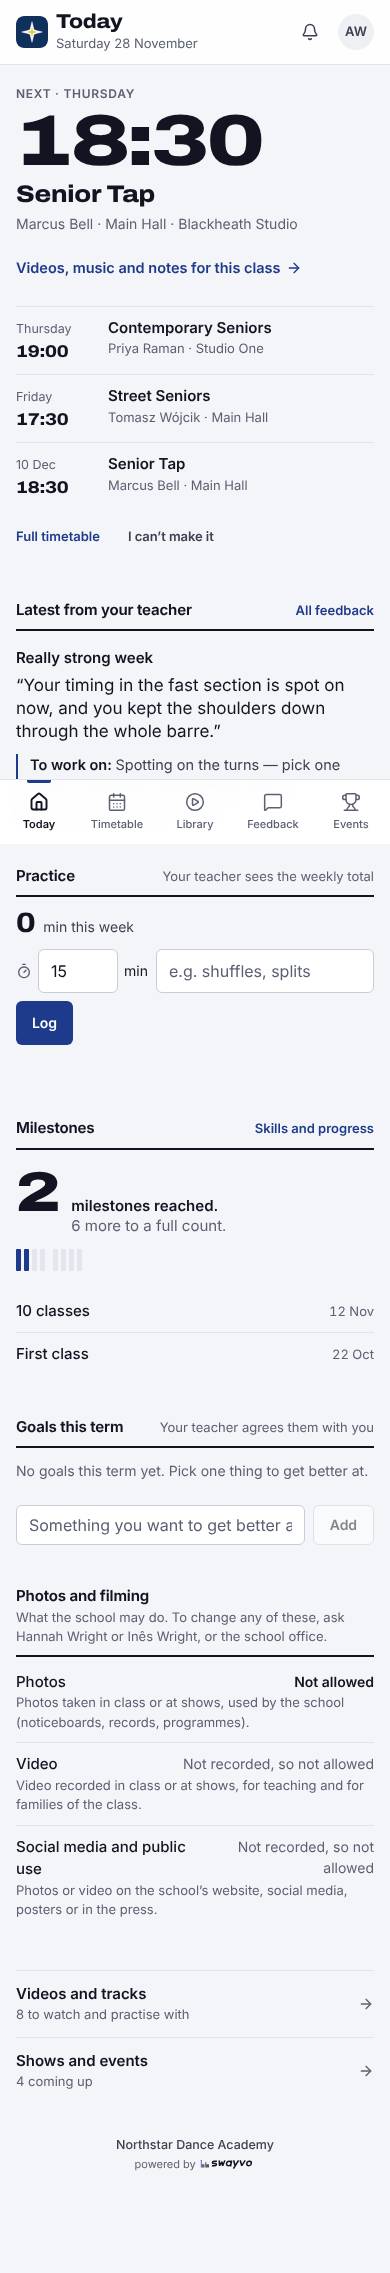 Today
Saturday 28 November
AW
NEXT · THURSDAY
18:30
Senior Tap
Marcus Bell · Main Hall · Blackheath Studio
Videos, music and notes for this class →
Thursday
19:00
Contemporary Seniors
Priya Raman · Studio One
Friday
17:30
Street Seniors
Tomasz Wójcik · Main Hall
10 Dec
18:30
Senior Tap
Marcus Bell · Main Hall
Full timetable
I can’t make it
Latest from your teacher
All feedback
Really strong week
“Your timing in the fast section is spot on
now, and you kept the shoulders down
through the whole barre.”
To work on: Spotting on the turns — pick one
Today
Timetable
Library
Feedback
Events
Practice
Your teacher sees the weekly total
0 min this week
15
min
e.g. shuffles, splits
Log
Milestones
Skills and progress
2
milestones reached.
6 more to a full count.
10 classes
12 Nov
First class
22 Oct
Goals this term
Your teacher agrees them with you
No goals this term yet. Pick one thing to get better at.
Something you want to get better a
Add
Photos and filming
What the school may do. To change any of these, ask
Hannah Wright or Inês Wright, or the school office.
Photos
Not allowed
Photos taken in class or at shows, used by the school
(noticeboards, records, programmes).
Video
Not recorded, so not allowed
Video recorded in class or at shows, for teaching and for
families of the class.
Social media and public
use
Not recorded, so not
allowed
Photos or video on the school’s website, social media,
posters or in the press.
Videos and tracks
8 to watch and practise with
→
Shows and events
4 coming up
→
Northstar Dance Academy
powered by swayvo